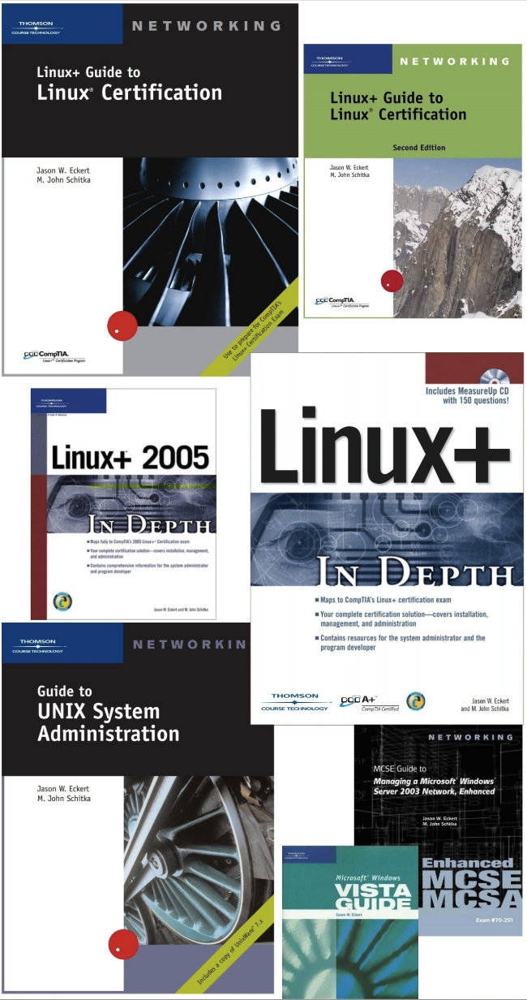 THOMSON
COURSE TECHNOLOGY
NETWORKING
Linux+ Guide to
Linux® Certification
Jason W. Eckert
M. John Schitka
Use to prepare for CompTIA's
Linux+ Certification Exam
CompTIA.
Linux+™ Certification Program
THOMSON
COURSE TECHNOLOGY
NETWORKING
Linux+ Guide to
Linux® Certification
Second Edition
Jason W. Eckert
M. John Schitka
CompTIA.
Linux+™ Certification Program
THOMSON
COURSE TECHNOLOGY
Linux+ 2005
IN DEPTH
■ Maps fully to CompTIA's 2005 Linux+™ Certification exam
■ Your complete certification solution—covers installation, management,
and administration
■ Contains comprehensive information for the system administrator
and program developer
Jason W. Eckert and M. John Schitka
Includes MeasureUp CD
with 150 questions!
Linux+
IN DEPTH
■ Maps to CompTIA's Linux+ certification exam
■ Your complete certification solution—covers installation,
management, and administration
■ Contains resources for the system administrator and the
program developer
THOMSON
COURSE TECHNOLOGY
A+™
CompTIA Certified
Jason W. Eckert
and M. John Schitka
THOMSON
COURSE TECHNOLOGY
NETWORKIN
Guide to
UNIX System
Administration
Jason W. Eckert
M. John Schitka
Includes a copy of UnixWare® 7.x
NETWORKING
MCSE Guide to
Managing a Microsoft® Windows®
Server 2003 Network, Enhanced
Jason W. Eckert
M. John Schitka
Enhanced
MCSE
MCSA
Exam #70-291
THOMSON
Microsoft® Windows
VISTA
GUIDE
Jason W. Eckert